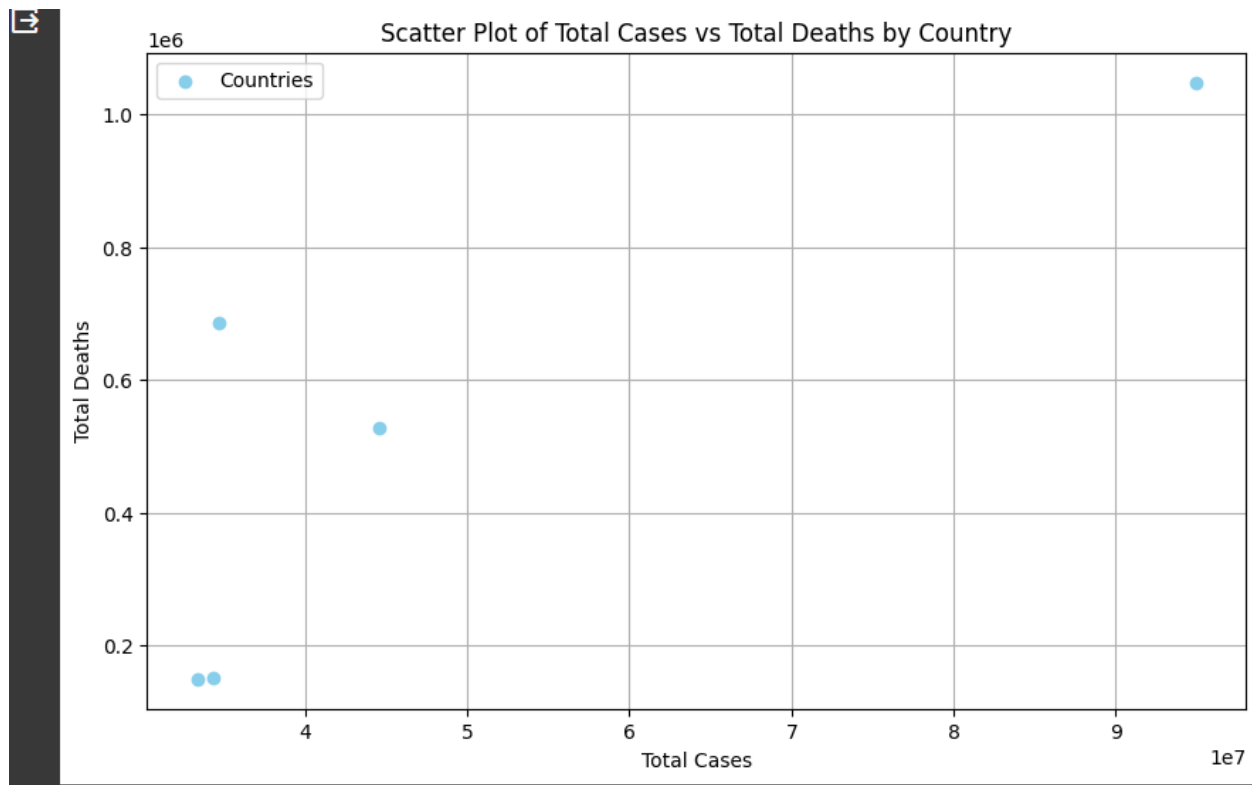 Scatter Plot of Total Cases vs Total Deaths by Country
1e6
Countries
1.0
0.8
0.6
0.4
0.2
Total Deaths
4 5 6 7 8 9
Total Cases
1e7